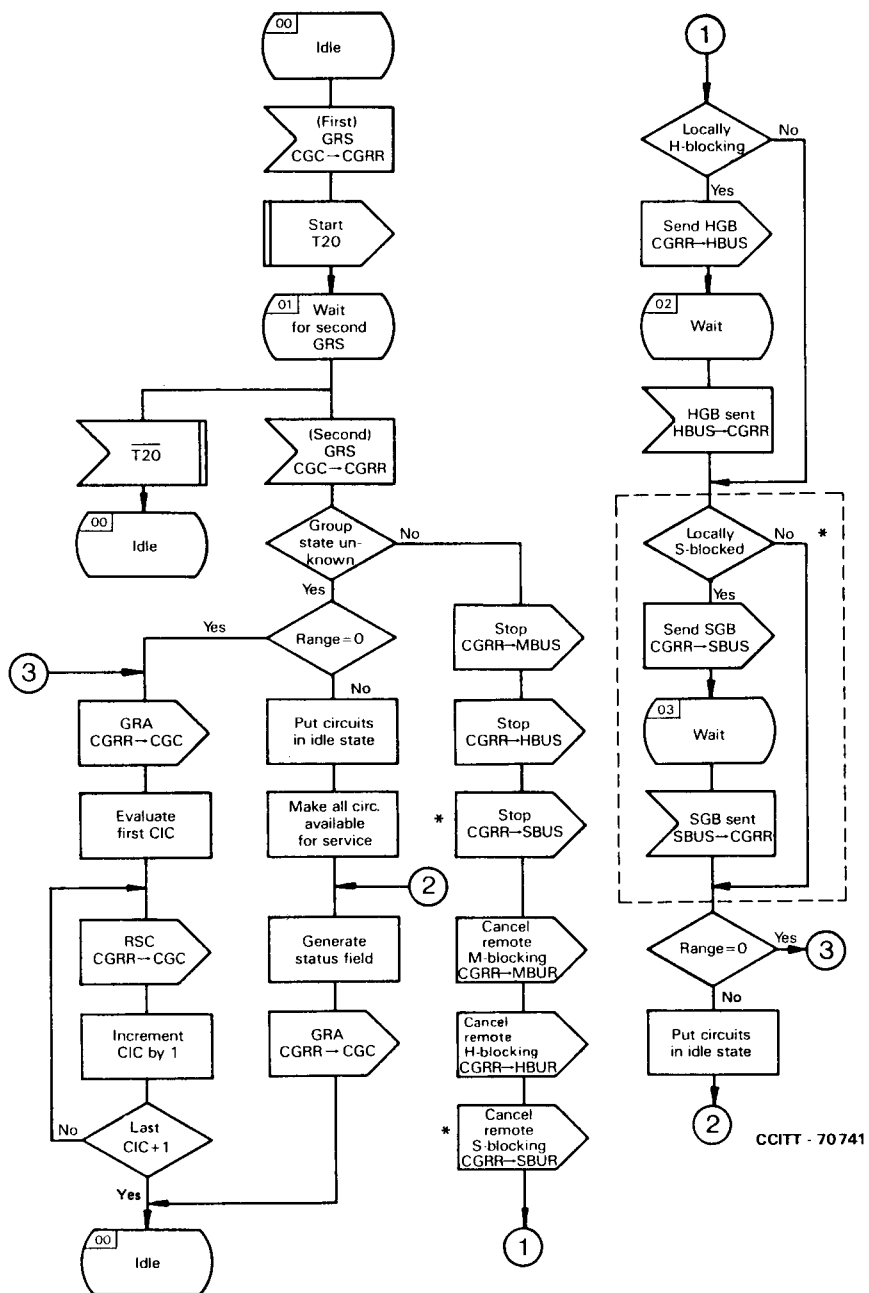 00
Idle
(First)
GRS
CGC→CGRR
Start
T20
01
Wait
for second
GRS
T20
00
Idle
(Second)
GRS
CGC→CGRR
Group
state un-
known
No
Yes
Range=0
Yes
No
3
GRA
CGRR→CGC
Evaluate
first CIC
RSC
CGRR→CGC
Increment
CIC by 1
Last
CIC+1
No
Yes
00
Idle
Put circuits
in idle state
Make all circ.
available
for service
2
Generate
status field
GRA
CGRR→CGC
Stop
CGRR→MBUS
Stop
CGRR→HBUS
*
Stop
CGRR→SBUS
Cancel
remote
M-blocking
CGRR→MBUR
Cancel
remote
H-blocking
CGRR→HBUR
*
Cancel
remote
S-blocking
CGRR→SBUR
1
1
Locally
H-blocking
No
Yes
Send HGB
CGRR→HBUS
02
Wait
HGB sent
HBUS→CGRR
Locally
S-blocked
No
*
Yes
Send SGB
CGRR→SBUS
03
Wait
SGB sent
SBUS→CGRR
Range=0
Yes
3
No
Put circuits
in idle state
2
CCITT - 70741